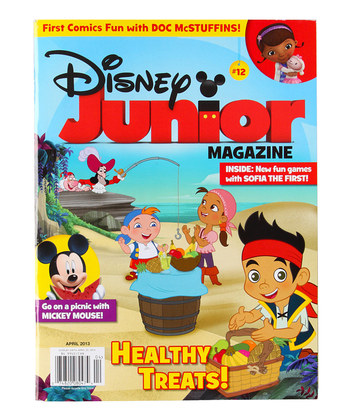 First Comics Fun with DOC McSTUFFINS!
DISNEY
#12
Junior
MAGAZINE
INSIDE: New fun games
with SOFIA THE FIRST!
Go on a picnic with
MICKEY MOUSE!
APRIL 2013
HEALTHY
TREATS!